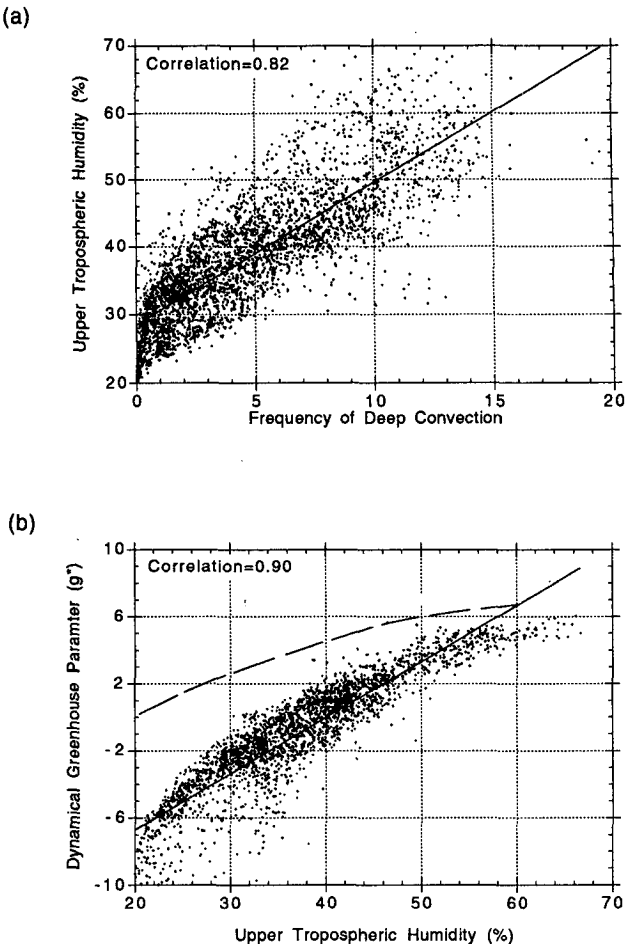 (a)
Correlation=0.82
Upper Tropospheric Humidity (%)
70
60
50
40
30
20
0 5 10 15 20
Frequency of Deep Convection
(b)
Correlation=0.90
Dynamical Greenhouse Paramter (g*)
10
6
2
-2
-6
-10
20 30 40 50 60 70
Upper Tropospheric Humidity (%)